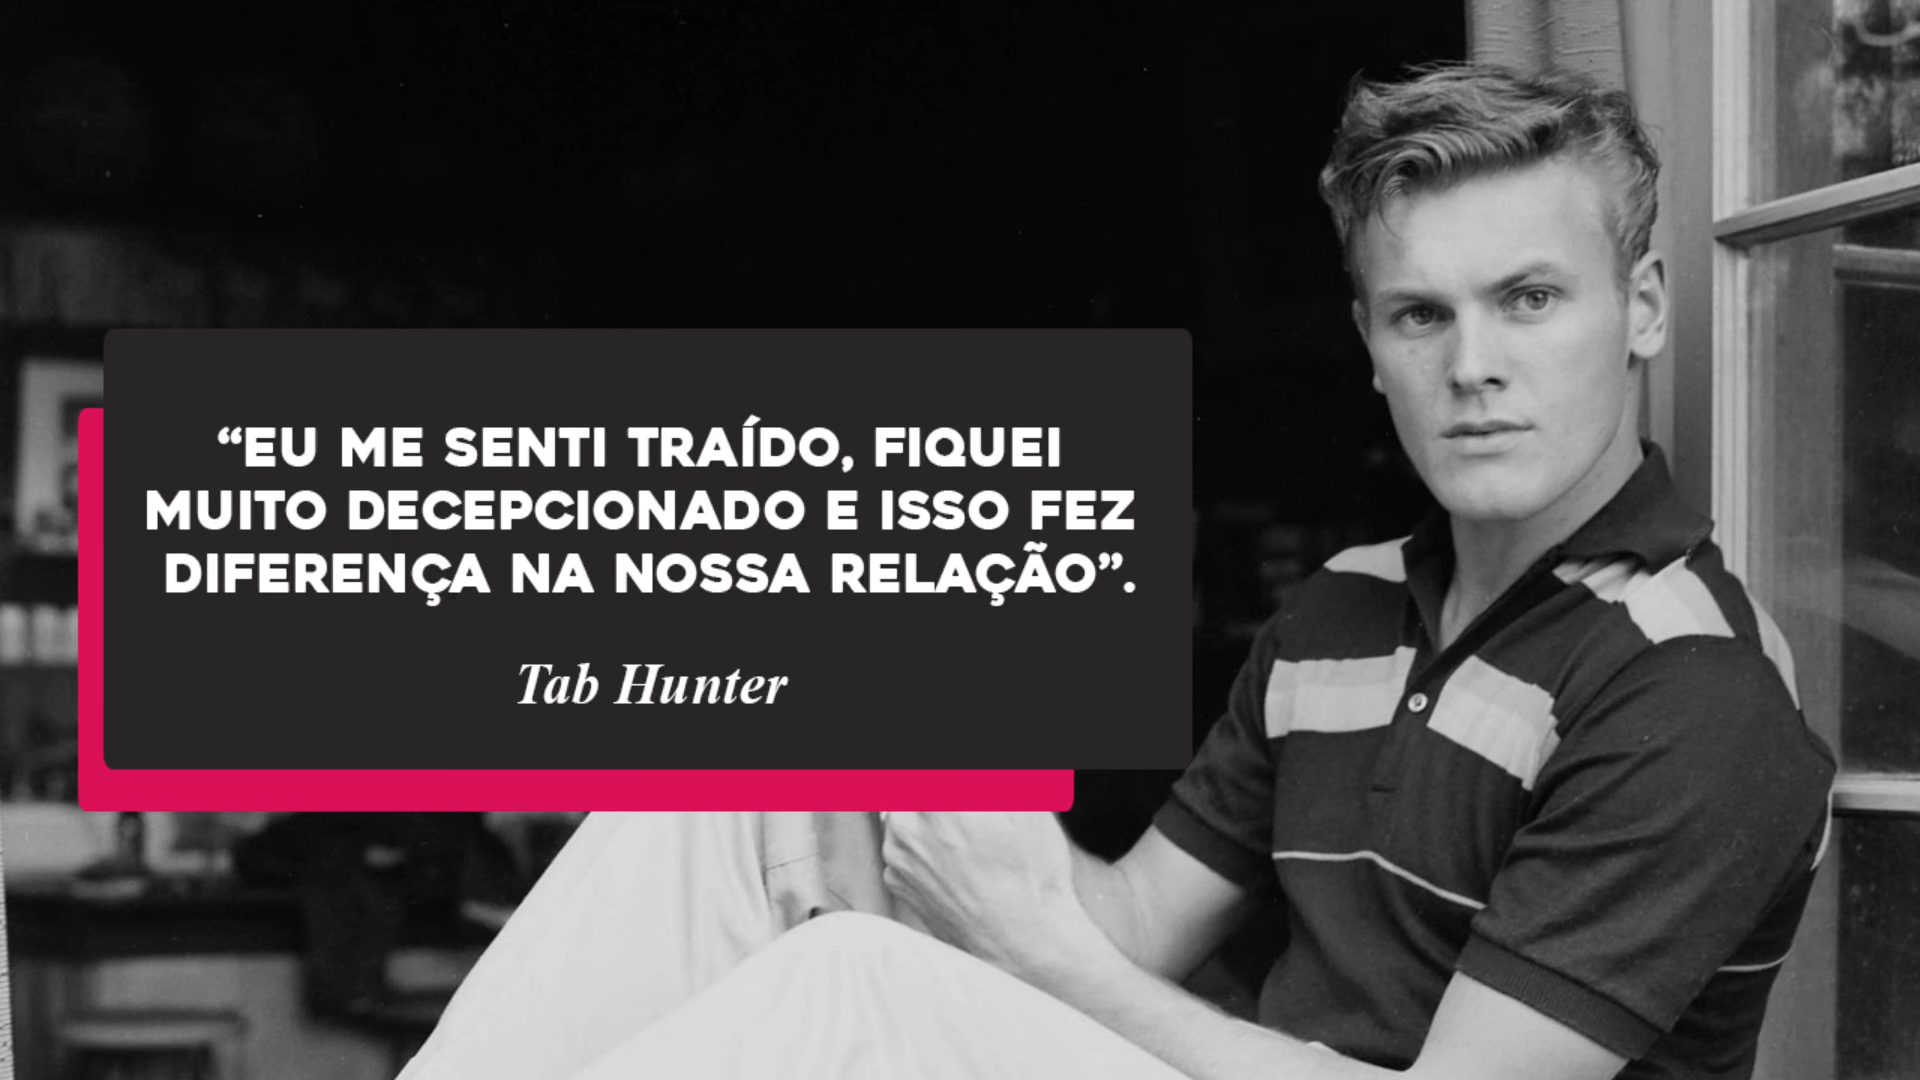 “EU ME SENTI TRAÍDO, FIQUEI
MUITO DECEPCIONADO E ISSO FEZ
DIFERENÇA NA NOSSA RELAÇÃO”.
Tab Hunter